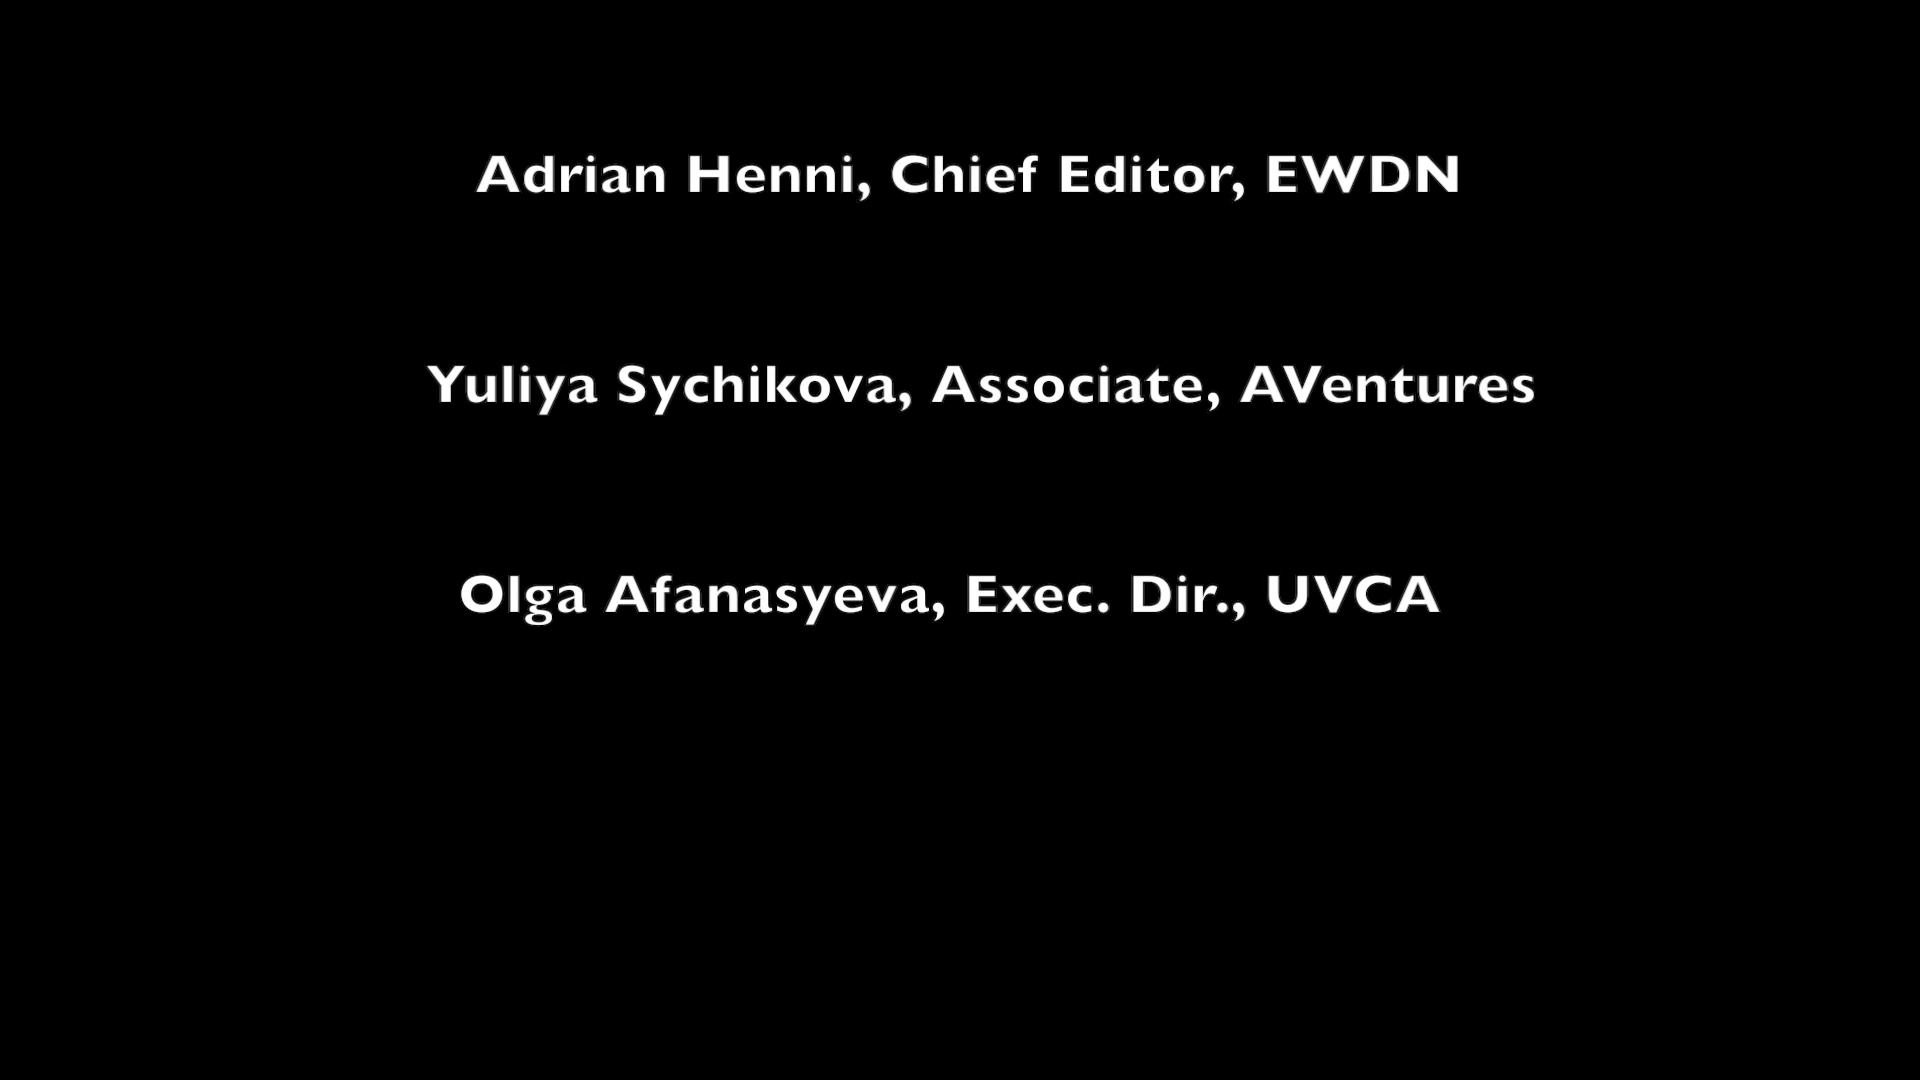 Adrian Henni, Chief Editor, EWDN
Yuliya Sychikova, Associate, AVentures
Olga Afanasyeva, Exec. Dir., UVCA